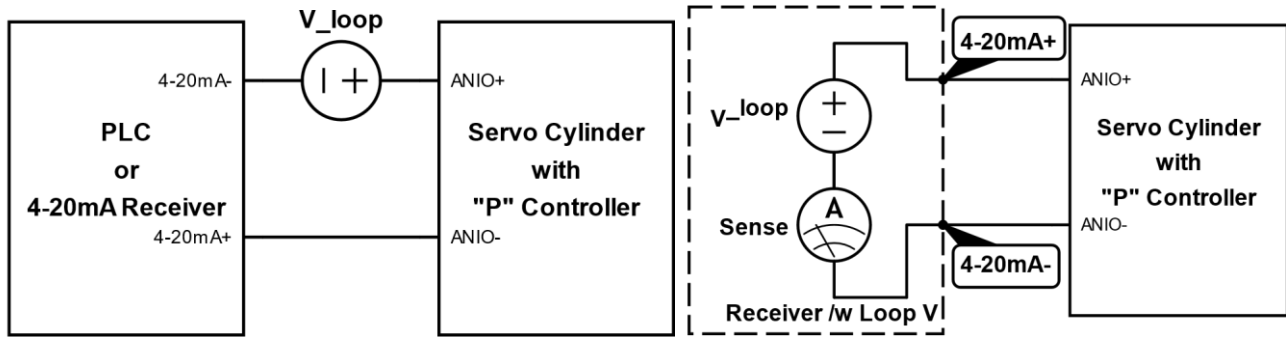 V_loop
4-20mA-
ANIO+
PLC
or
4-20mA Receiver
4-20mA+
Servo Cylinder
with
"P" Controller
ANIO-
4-20mA+
ANIO+
+
V_loop
−
A
Sense
Servo Cylinder
with
"P" Controller
ANIO-
4-20mA-
Receiver /w Loop V